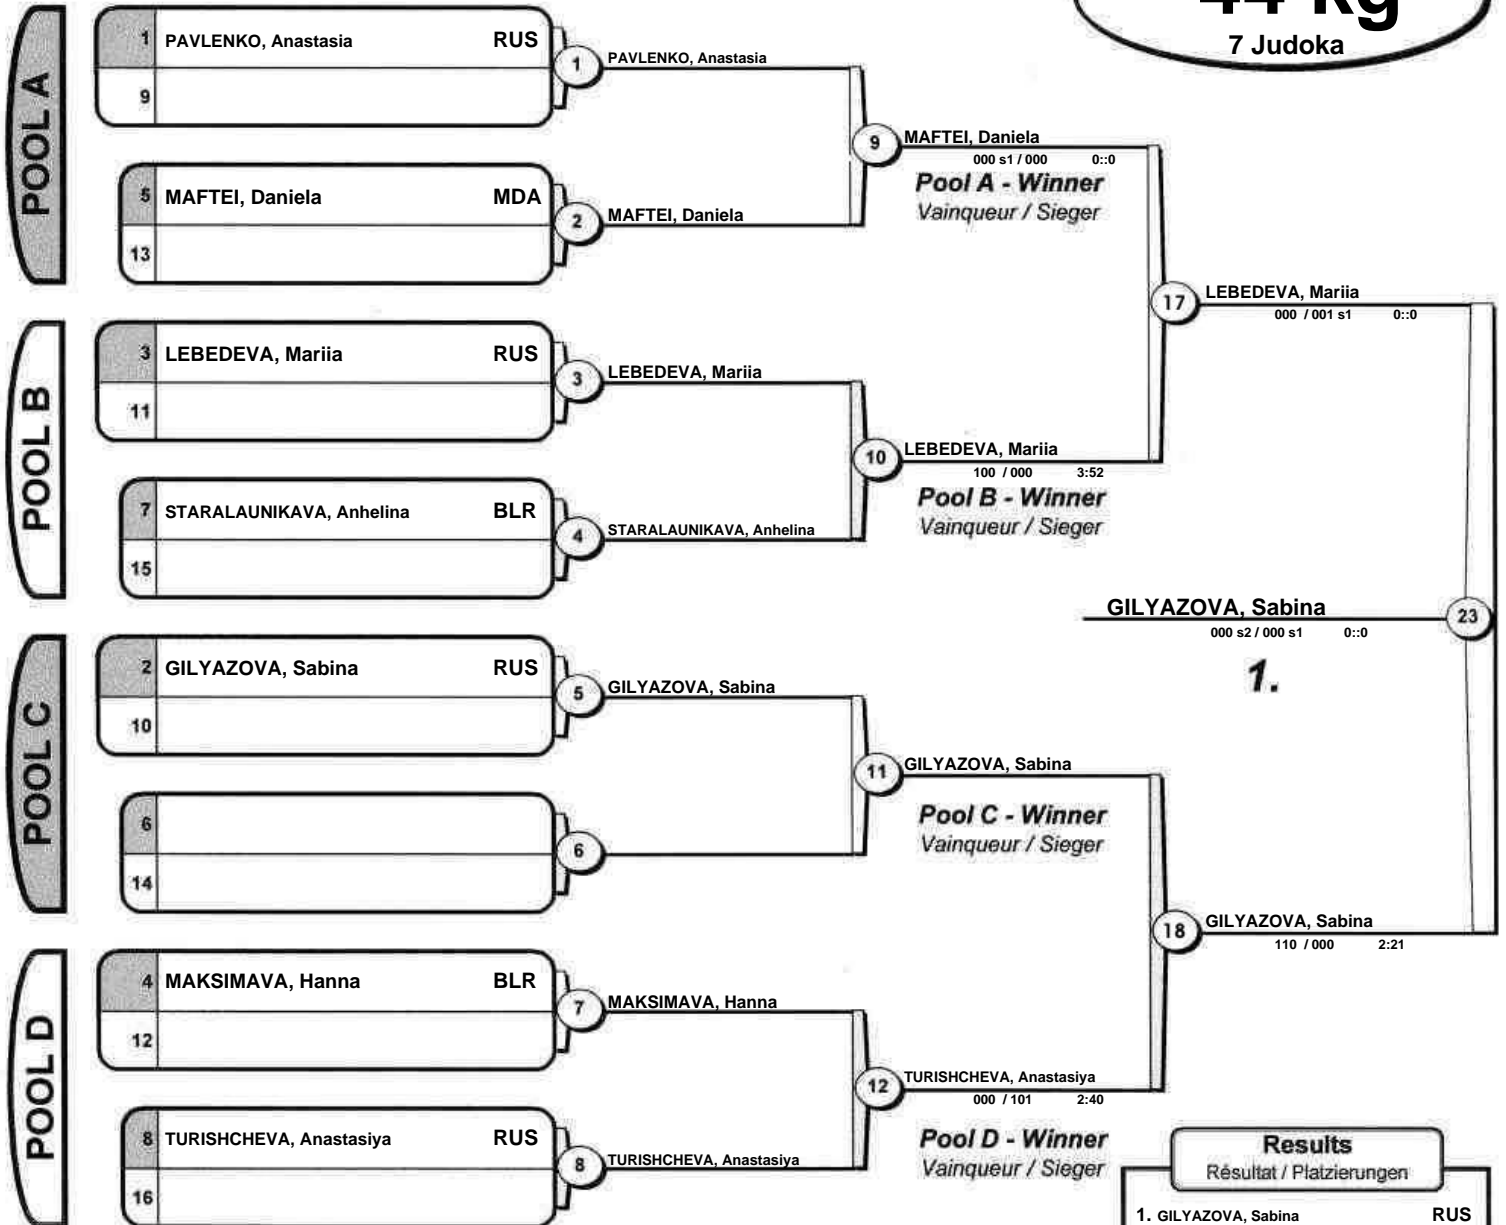 44 kg
7 Judoka
POOL A
1 PAVLENKO, Anastasia RUS
9
1 PAVLENKO, Anastasia
5 MAFTEI, Daniela MDA
13
2 MAFTEI, Daniela
9 MAFTEI, Daniela
000 s1 / 000 0::0
Pool A - Winner
Vainqueur / Sieger
POOL B
3 LEBEDEVA, Mariia RUS
11
3 LEBEDEVA, Mariia
7 STARALAUNIKAVA, Anhelina BLR
15
4 STARALAUNIKAVA, Anhelina
10 LEBEDEVA, Mariia
100 / 000 3:52
Pool B - Winner
Vainqueur / Sieger
17 LEBEDEVA, Mariia
000 / 001 s1 0::0
GILYAZOVA, Sabina 23
000 s2 / 000 s1 0::0
1.
POOL C
2 GILYAZOVA, Sabina RUS
10
5 GILYAZOVA, Sabina
6
14
6
11 GILYAZOVA, Sabina
Pool C - Winner
Vainqueur / Sieger
18 GILYAZOVA, Sabina
110 / 000 2:21
POOL D
4 MAKSIMAVA, Hanna BLR
12
7 MAKSIMAVA, Hanna
8 TURISHCHEVA, Anastasiya RUS
16
8 TURISHCHEVA, Anastasiya
12 TURISHCHEVA, Anastasiya
000 / 101 2:40
Pool D - Winner
Vainqueur / Sieger
Results
Résultat / Platzierungen
1. GILYAZOVA, Sabina RUS